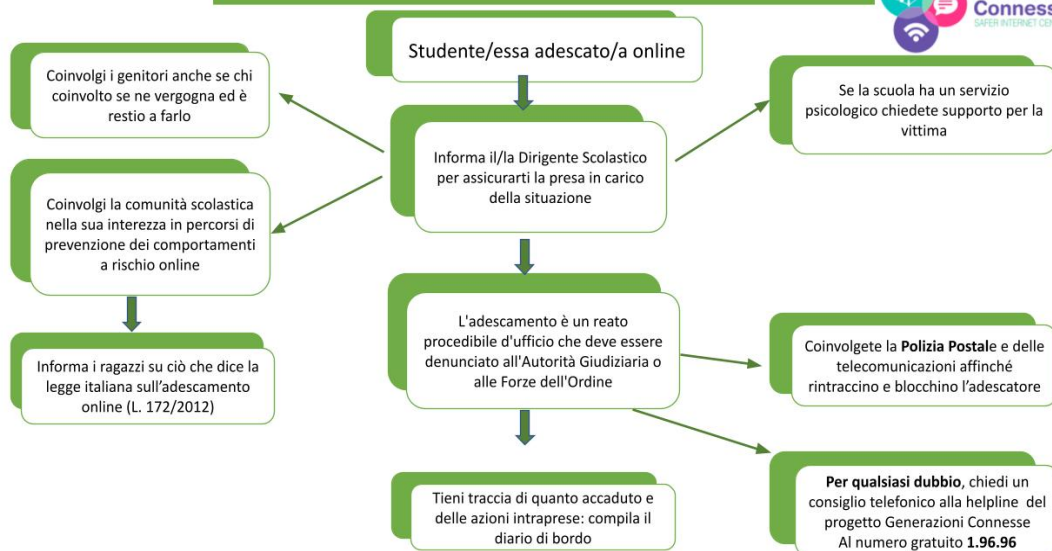 Conness
SAFER INTERNET CEN
Studente/essa adescato/a online
Coinvolgi i genitori anche se chi
coinvolto se ne vergogna ed è
restio a farlo
Se la scuola ha un servizio
psicologico chiedete supporto per la
vittima
Informa il/la Dirigente Scolastico
per assicurarti la presa in carico
della situazione
Coinvolgi la comunità scolastica
nella sua interezza in percorsi di
prevenzione dei comportamenti
a rischio online
L'adescamento è un reato
procedibile d'ufficio che deve essere
denunciato all'Autorità Giudiziaria o
alle Forze dell'Ordine
Coinvolgete la Polizia Postale e delle
telecomunicazioni affinché
rintraccino e blocchino l’adescatore
Informa i ragazzi su ciò che dice la
legge italiana sull’adescamento
online (L. 172/2012)
Tieni traccia di quanto accaduto e
delle azioni intraprese: compila il
diario di bordo
Per qualsiasi dubbio, chiedi un
consiglio telefonico alla helpline del
progetto Generazioni Connesse
Al numero gratuito 1.96.96